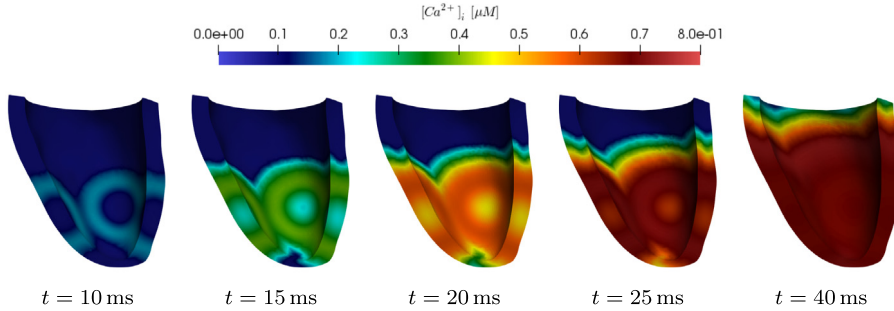 [Ca²⁺]ᵢ [μM]
0.0e+00 0.1 0.2 0.3 0.4 0.5 0.6 0.7 8.0e-01
t = 10 ms t = 15 ms t = 20 ms t = 25 ms t = 40 ms